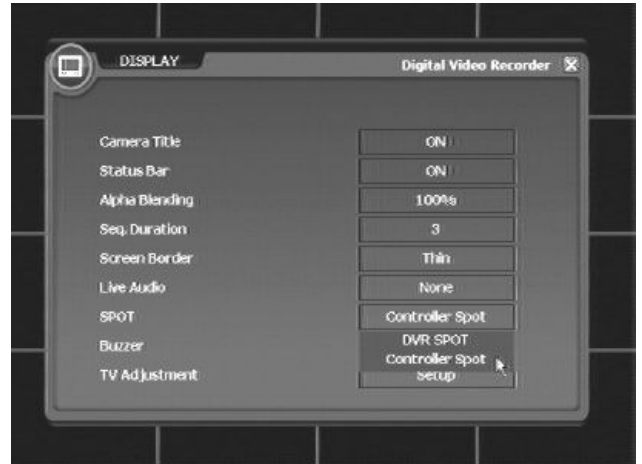 DISPLAY
Digital Video Recorder X
Camera Title ON
Status Bar ON
Alpha Blending 100%
Seq. Duration 3
Screen Border Thin
Live Audio None
SPOT Controller Spot
Buzzer DVR SPOT
Controller Spot
TV Adjustment Setup